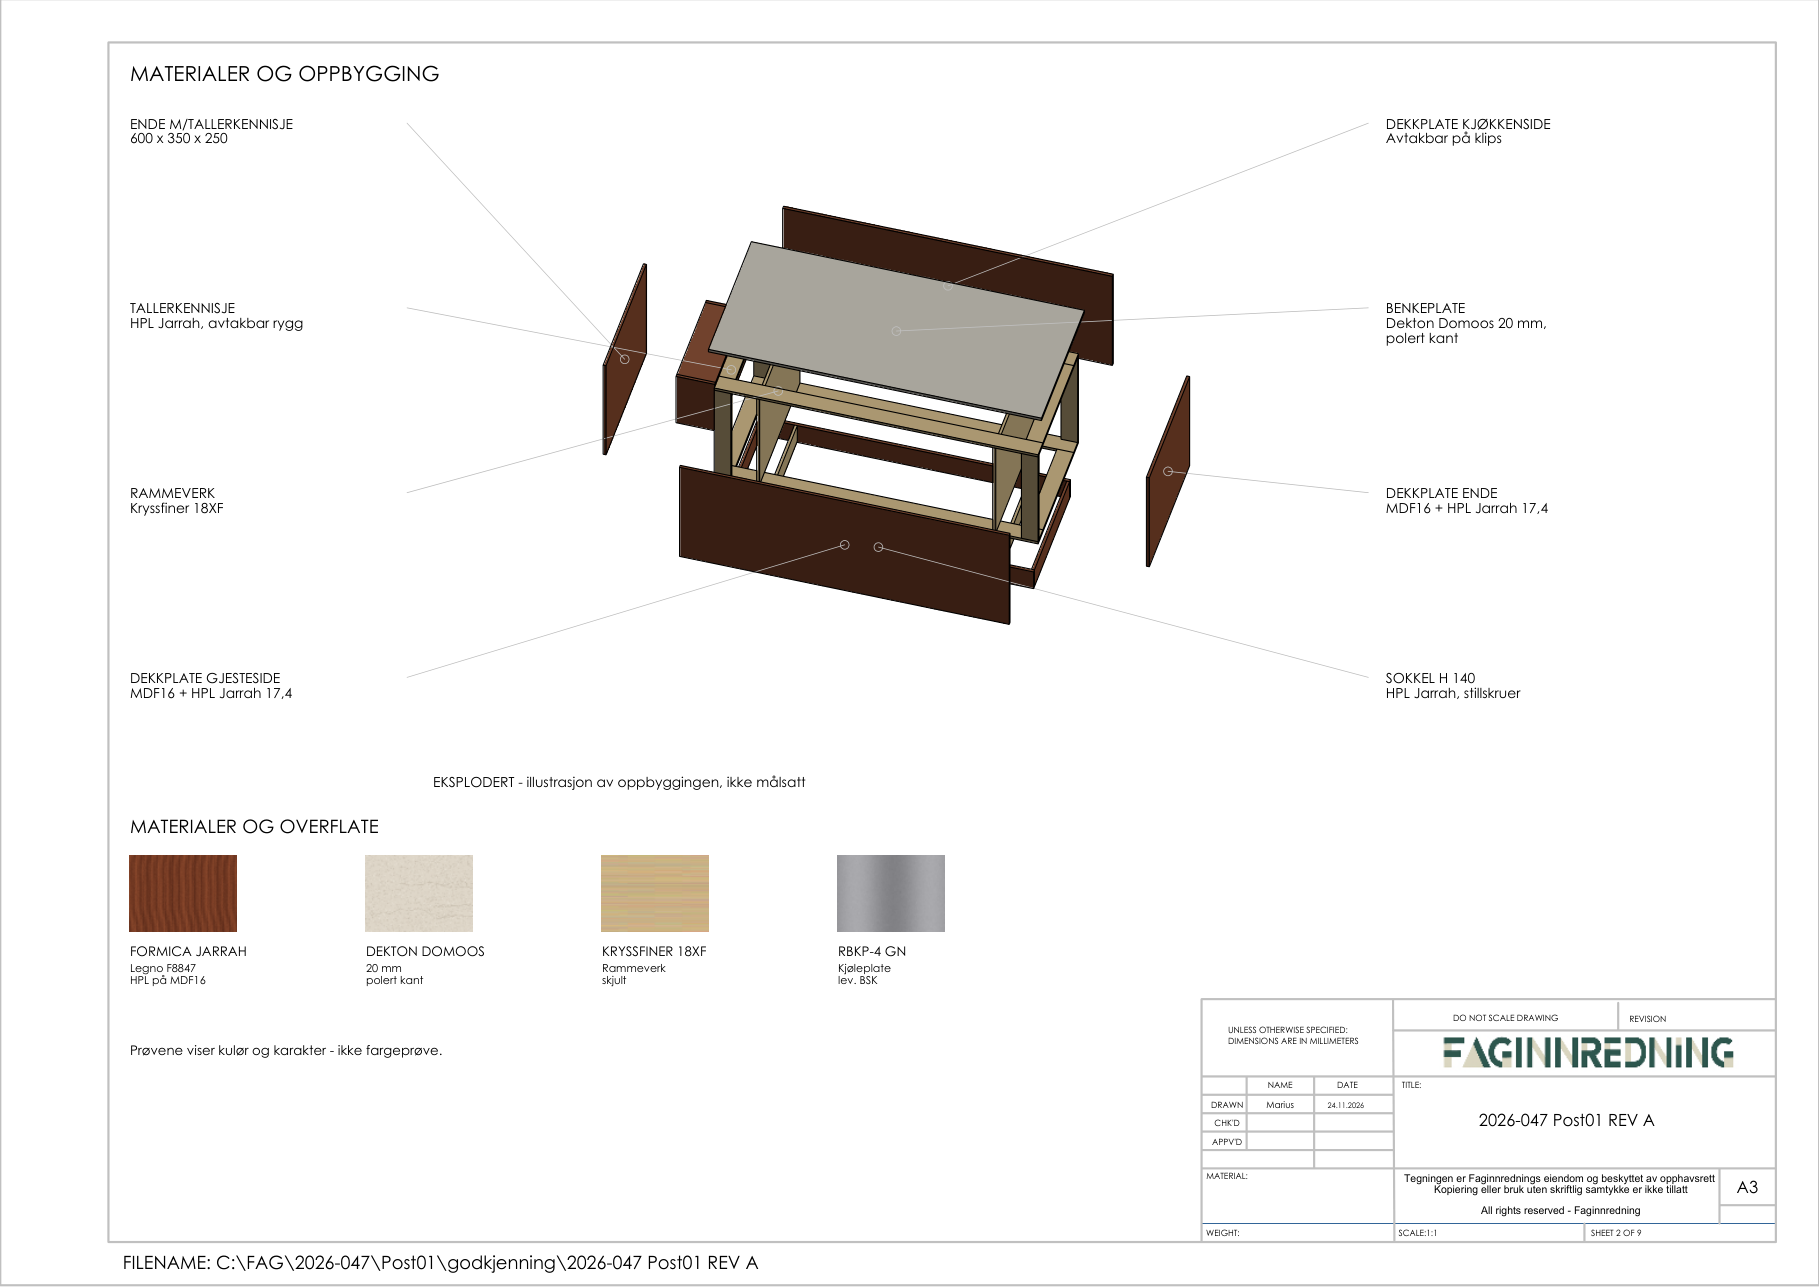 MATERIALER OG OPPBYGGING
ENDE M/TALLERKENNISJE
600 x 350 x 250
DEKKPLATE KJØKKENSIDE
Avtakbar på klips
TALLERKENNISJE
HPL Jarrah, avtakbar rygg
BENKEPLATE
Dekton Domoos 20 mm,
polert kant
RAMMEVERK
Kryssfiner 18XF
DEKKPLATE ENDE
MDF16 + HPL Jarrah 17,4
DEKKPLATE GJESTESIDE
MDF16 + HPL Jarrah 17,4
SOKKEL H 140
HPL Jarrah, stillskruer
EKSPLODERT - illustrasjon av oppbyggingen, ikke målsatt
MATERIALER OG OVERFLATE
FORMICA JARRAH
Legno F8847
HPL på MDF16
DEKTON DOMOOS
20 mm
polert kant
KRYSSFINER 18XF
Rammeverk
skjult
RBKP-4 GN
Kjøleplate
lev. BSK
Prøvene viser kulør og karakter - ikke fargeprøve.
UNLESS OTHERWISE SPECIFIED:
DIMENSIONS ARE IN MILLIMETERS
DO NOT SCALE DRAWING
REVISION
FAGINNREDNiNG
NAME
DATE
DRAWN
Marius
24.11.2026
CHK'D
APPV'D
TITLE:
2026-047 Post01 REV A
MATERIAL:
Tegningen er Faginnrednings eiendom og beskyttet av opphavsrett
Kopiering eller bruk uten skriftlig samtykke er ikke tillatt
All rights reserved - Faginnredning
A3
WEIGHT:
SCALE:1:1
SHEET 2 OF 9
FILENAME: C:\FAG\2026-047\Post01\godkjenning\2026-047 Post01 REV A